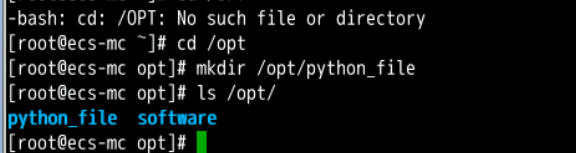 -bash: cd: /OPT: No such file or directory
[root@ecs-mc ~]# cd /opt
[root@ecs-mc opt]# mkdir /opt/python_file
[root@ecs-mc opt]# ls /opt/
python_file  software
[root@ecs-mc opt]#